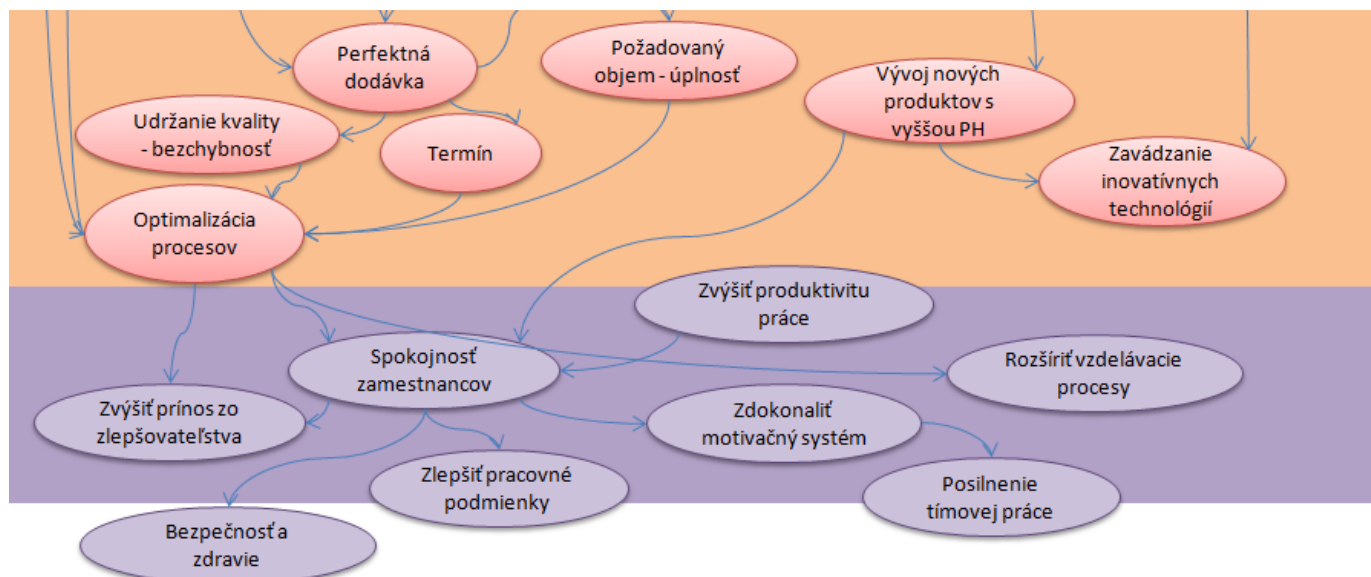 Perfektná
dodávka
Požadovaný
objem - úplnosť
Vývoj nových
produktov s
vyššou PH
Udržanie kvality
- bezchybnosť
Termín
Zavádzanie
inovatívnych
technológií
Optimalizácia
procesov
Zvýšiť produktivitu
práce
Spokojnosť
zamestnancov
Rozšíriť vzdelávacie
procesy
Zvýšiť prínos zo
zlepšovateľstva
Zdokonaliť
motivačný systém
Zlepšiť pracovné
podmienky
Posilnenie
tímovej práce
Bezpečnosť a
zdravie